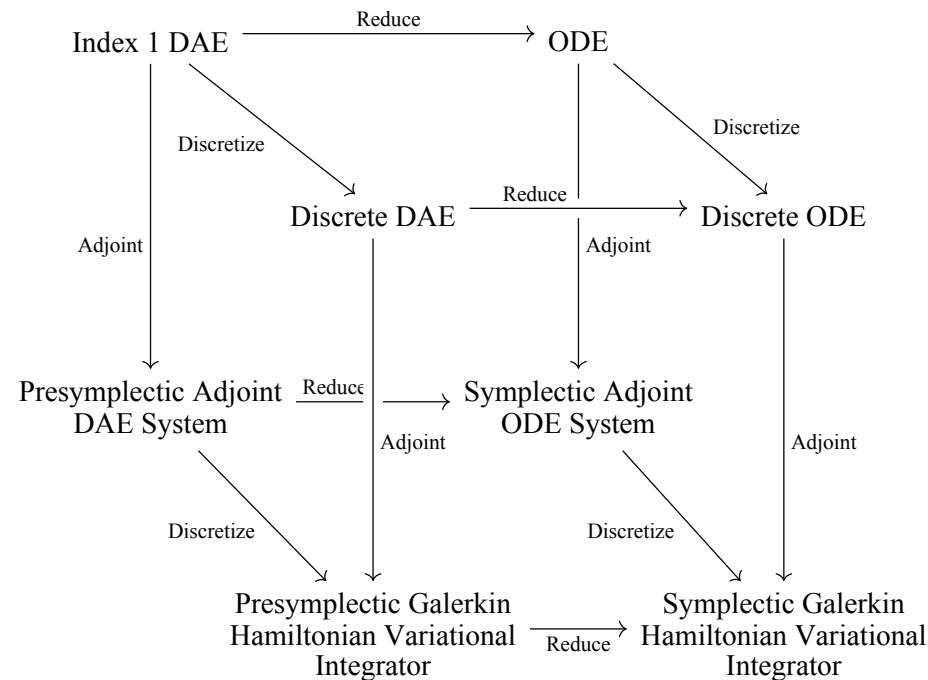 Reduce
Index 1 DAE
ODE
Discretize
Discretize
Reduce
Discrete DAE
Discrete ODE
Adjoint
Adjoint
Presymplectic Adjoint
DAE System
Reduce
Symplectic Adjoint
ODE System
Adjoint
Adjoint
Discretize
Discretize
Presymplectic Galerkin
Hamiltonian Variational
Integrator
Reduce
Symplectic Galerkin
Hamiltonian Variational
Integrator